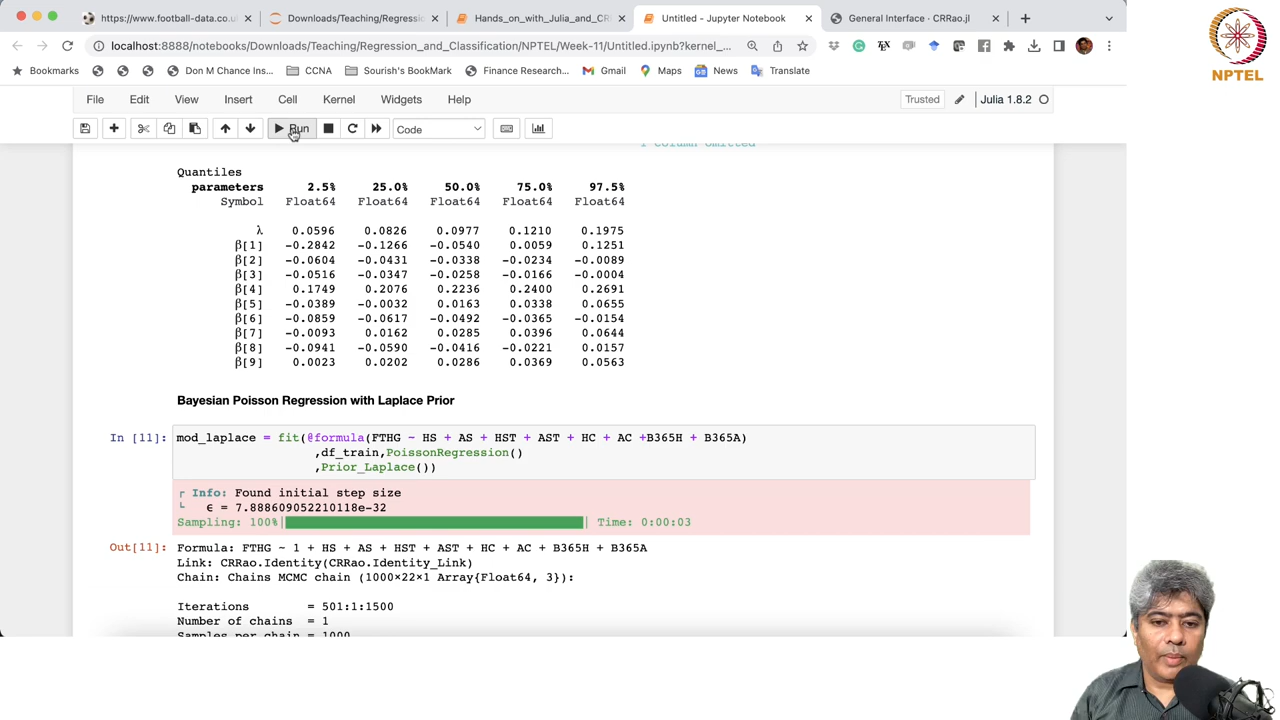 https://www.football-data.co.u
Downloads/Teaching/Regressio
Hands_on_with_Julia_and_CR
Untitled - Jupyter Notebook
General Interface · CRRao.jl
localhost:8888/notebooks/Downloads/Teaching/Regression_and_Classification/NPTEL/Week-11/Untitled.ipynb?kernel_...
NPTEL
Bookmarks
Don M Chance Ins...
CCNA
Sourish's BookMark
Finance Research...
Gmail
Maps
News
Translate
File Edit View Insert Cell Kernel Widgets Help
Trusted
Julia 1.8.2
Run
Code
1 column omitted
Quantiles
parameters 2.5% 25.0% 50.0% 75.0% 97.5%
Symbol Float64 Float64 Float64 Float64 Float64
λ 0.0596 0.0826 0.0977 0.1210 0.1975
β[1] -0.2842 -0.1266 -0.0540 0.0059 0.1251
β[2] -0.0604 -0.0431 -0.0338 -0.0234 -0.0089
β[3] -0.0516 -0.0347 -0.0258 -0.0166 -0.0004
β[4] 0.1749 0.2076 0.2236 0.2400 0.2691
β[5] -0.0389 -0.0032 0.0163 0.0338 0.0655
β[6] -0.0859 -0.0617 -0.0492 -0.0365 -0.0154
β[7] -0.0093 0.0162 0.0285 0.0396 0.0644
β[8] -0.0941 -0.0590 -0.0416 -0.0221 0.0157
β[9] 0.0023 0.0202 0.0286 0.0369 0.0563
Bayesian Poisson Regression with Laplace Prior
In [11]: mod_laplace = fit(@formula(FTHG ~ HS + AS + HST + AST + HC + AC +B365H + B365A)
,df_train,PoissonRegression()
,Prior_Laplace())
┌ Info: Found initial step size
└ ϵ = 7.888609052210118e-32
Sampling: 100%| | Time: 0:00:03
Out[11]: Formula: FTHG ~ 1 + HS + AS + HST + AST + HC + AC + B365H + B365A
Link: CRRao.Identity(CRRao.Identity_Link)
Chain: Chains MCMC chain (1000×22×1 Array{Float64, 3}):
Iterations = 501:1:1500
Number of chains = 1
Samples per chain = 1000